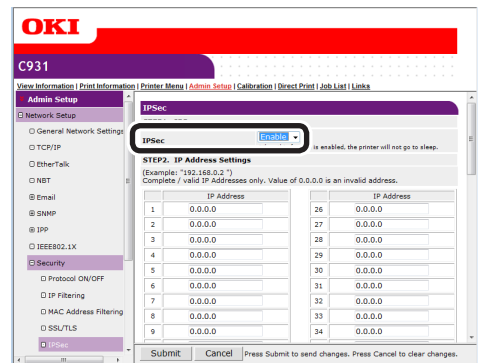 OKI
C931
View Information | Print Information | Printer Menu | Admin Setup | Calibration | Direct Print | Job List | Links
Admin Setup
Network Setup
General Network Settings
TCP/IP
EtherTalk
NBT
Email
SNMP
IPP
IEEE802.1X
Security
Protocol ON/OFF
IP Filtering
MAC Address Filtering
SSL/TLS
IPSec
IPSec
IPSec Enable is enabled, the printer will not go to sleep.
STEP2. IP Address Settings
(Example: "192.168.0.2 ")
Complete / valid IP Addresses only. Value of 0.0.0.0 is an invalid address.
IP Address IP Address
1 0.0.0.0 26 0.0.0.0
2 0.0.0.0 27 0.0.0.0
3 0.0.0.0 28 0.0.0.0
4 0.0.0.0 29 0.0.0.0
5 0.0.0.0 30 0.0.0.0
6 0.0.0.0 31 0.0.0.0
7 0.0.0.0 32 0.0.0.0
8 0.0.0.0 33 0.0.0.0
9 0.0.0.0 34 0.0.0.0
Submit Cancel Press Submit to send changes. Press Cancel to clear changes.